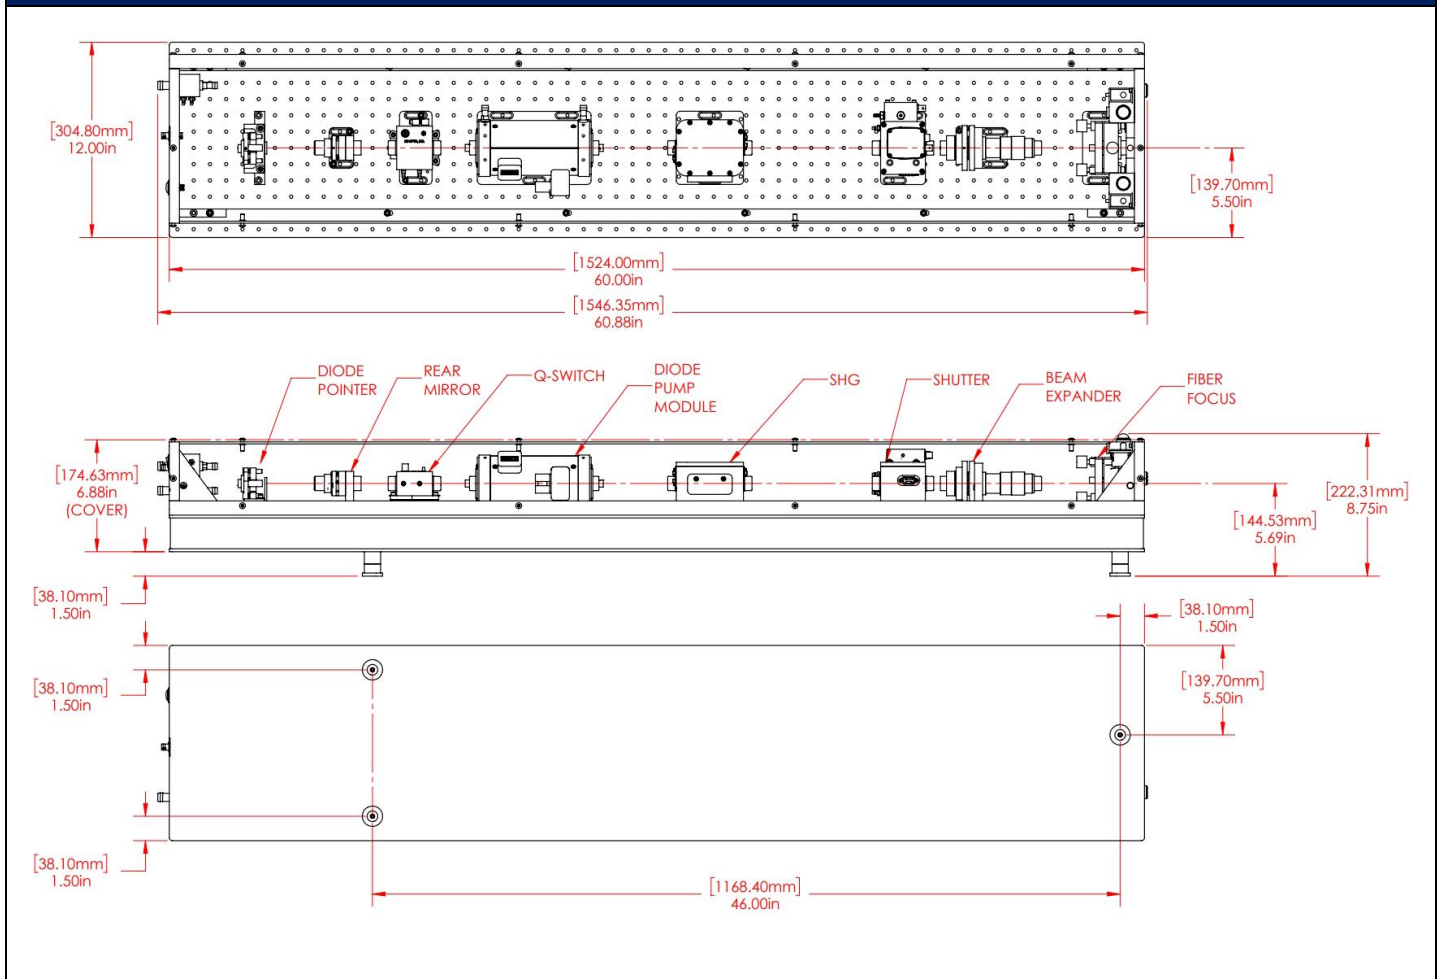 [304.80mm]
12.00in
[139.70mm]
5.50in
[1524.00mm]
60.00in
[1546.35mm]
60.88in
DIODE
POINTER
REAR
MIRROR
Q-SWITCH
DIODE
PUMP
MODULE
SHG
SHUTTER
BEAM
EXPANDER
FIBER
FOCUS
[174.63mm]
6.88in
(COVER)
[222.31mm]
8.75in
[144.53mm]
5.69in
[38.10mm]
1.50in
[38.10mm]
1.50in
[38.10mm]
1.50in
[139.70mm]
5.50in
[38.10mm]
1.50in
[1168.40mm]
46.00in